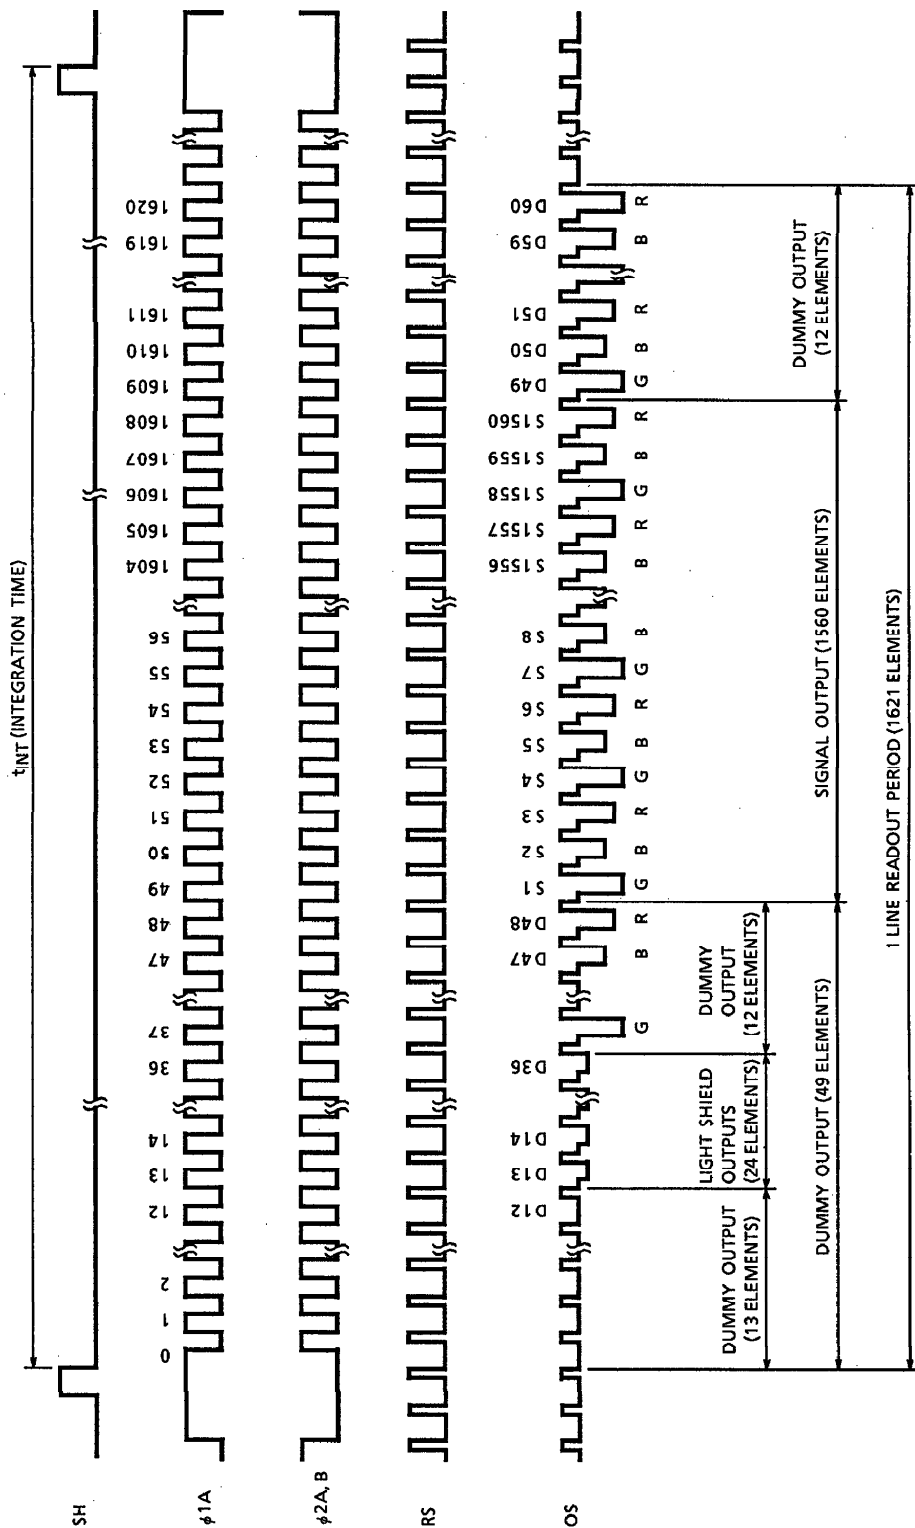 SH
tINT (INTEGRATION TIME)
φ1A
0 1 2 12 13 14 36 37 47 48 49 50 51 52 53 54 55 56 1604 1605 1606 1607 1608 1609 1610 1611 1619 1620
φ2A, B
RS
OS
D12 D13 D14 D36 D47 D48 S1 S2 S3 S4 S5 S6 S7 S8 S1556 S1557 S1558 S1559 S1560 D49 D50 D51 D59 D60
G B R G B R G B R G B B R G B R G B R B R
DUMMY OUTPUT
(13 ELEMENTS)
LIGHT SHIELD
OUTPUTS
(24 ELEMENTS)
DUMMY
OUTPUT
(12 ELEMENTS)
DUMMY OUTPUT (49 ELEMENTS)
SIGNAL OUTPUT (1560 ELEMENTS)
DUMMY OUTPUT
(12 ELEMENTS)
1 LINE READOUT PERIOD (1621 ELEMENTS)